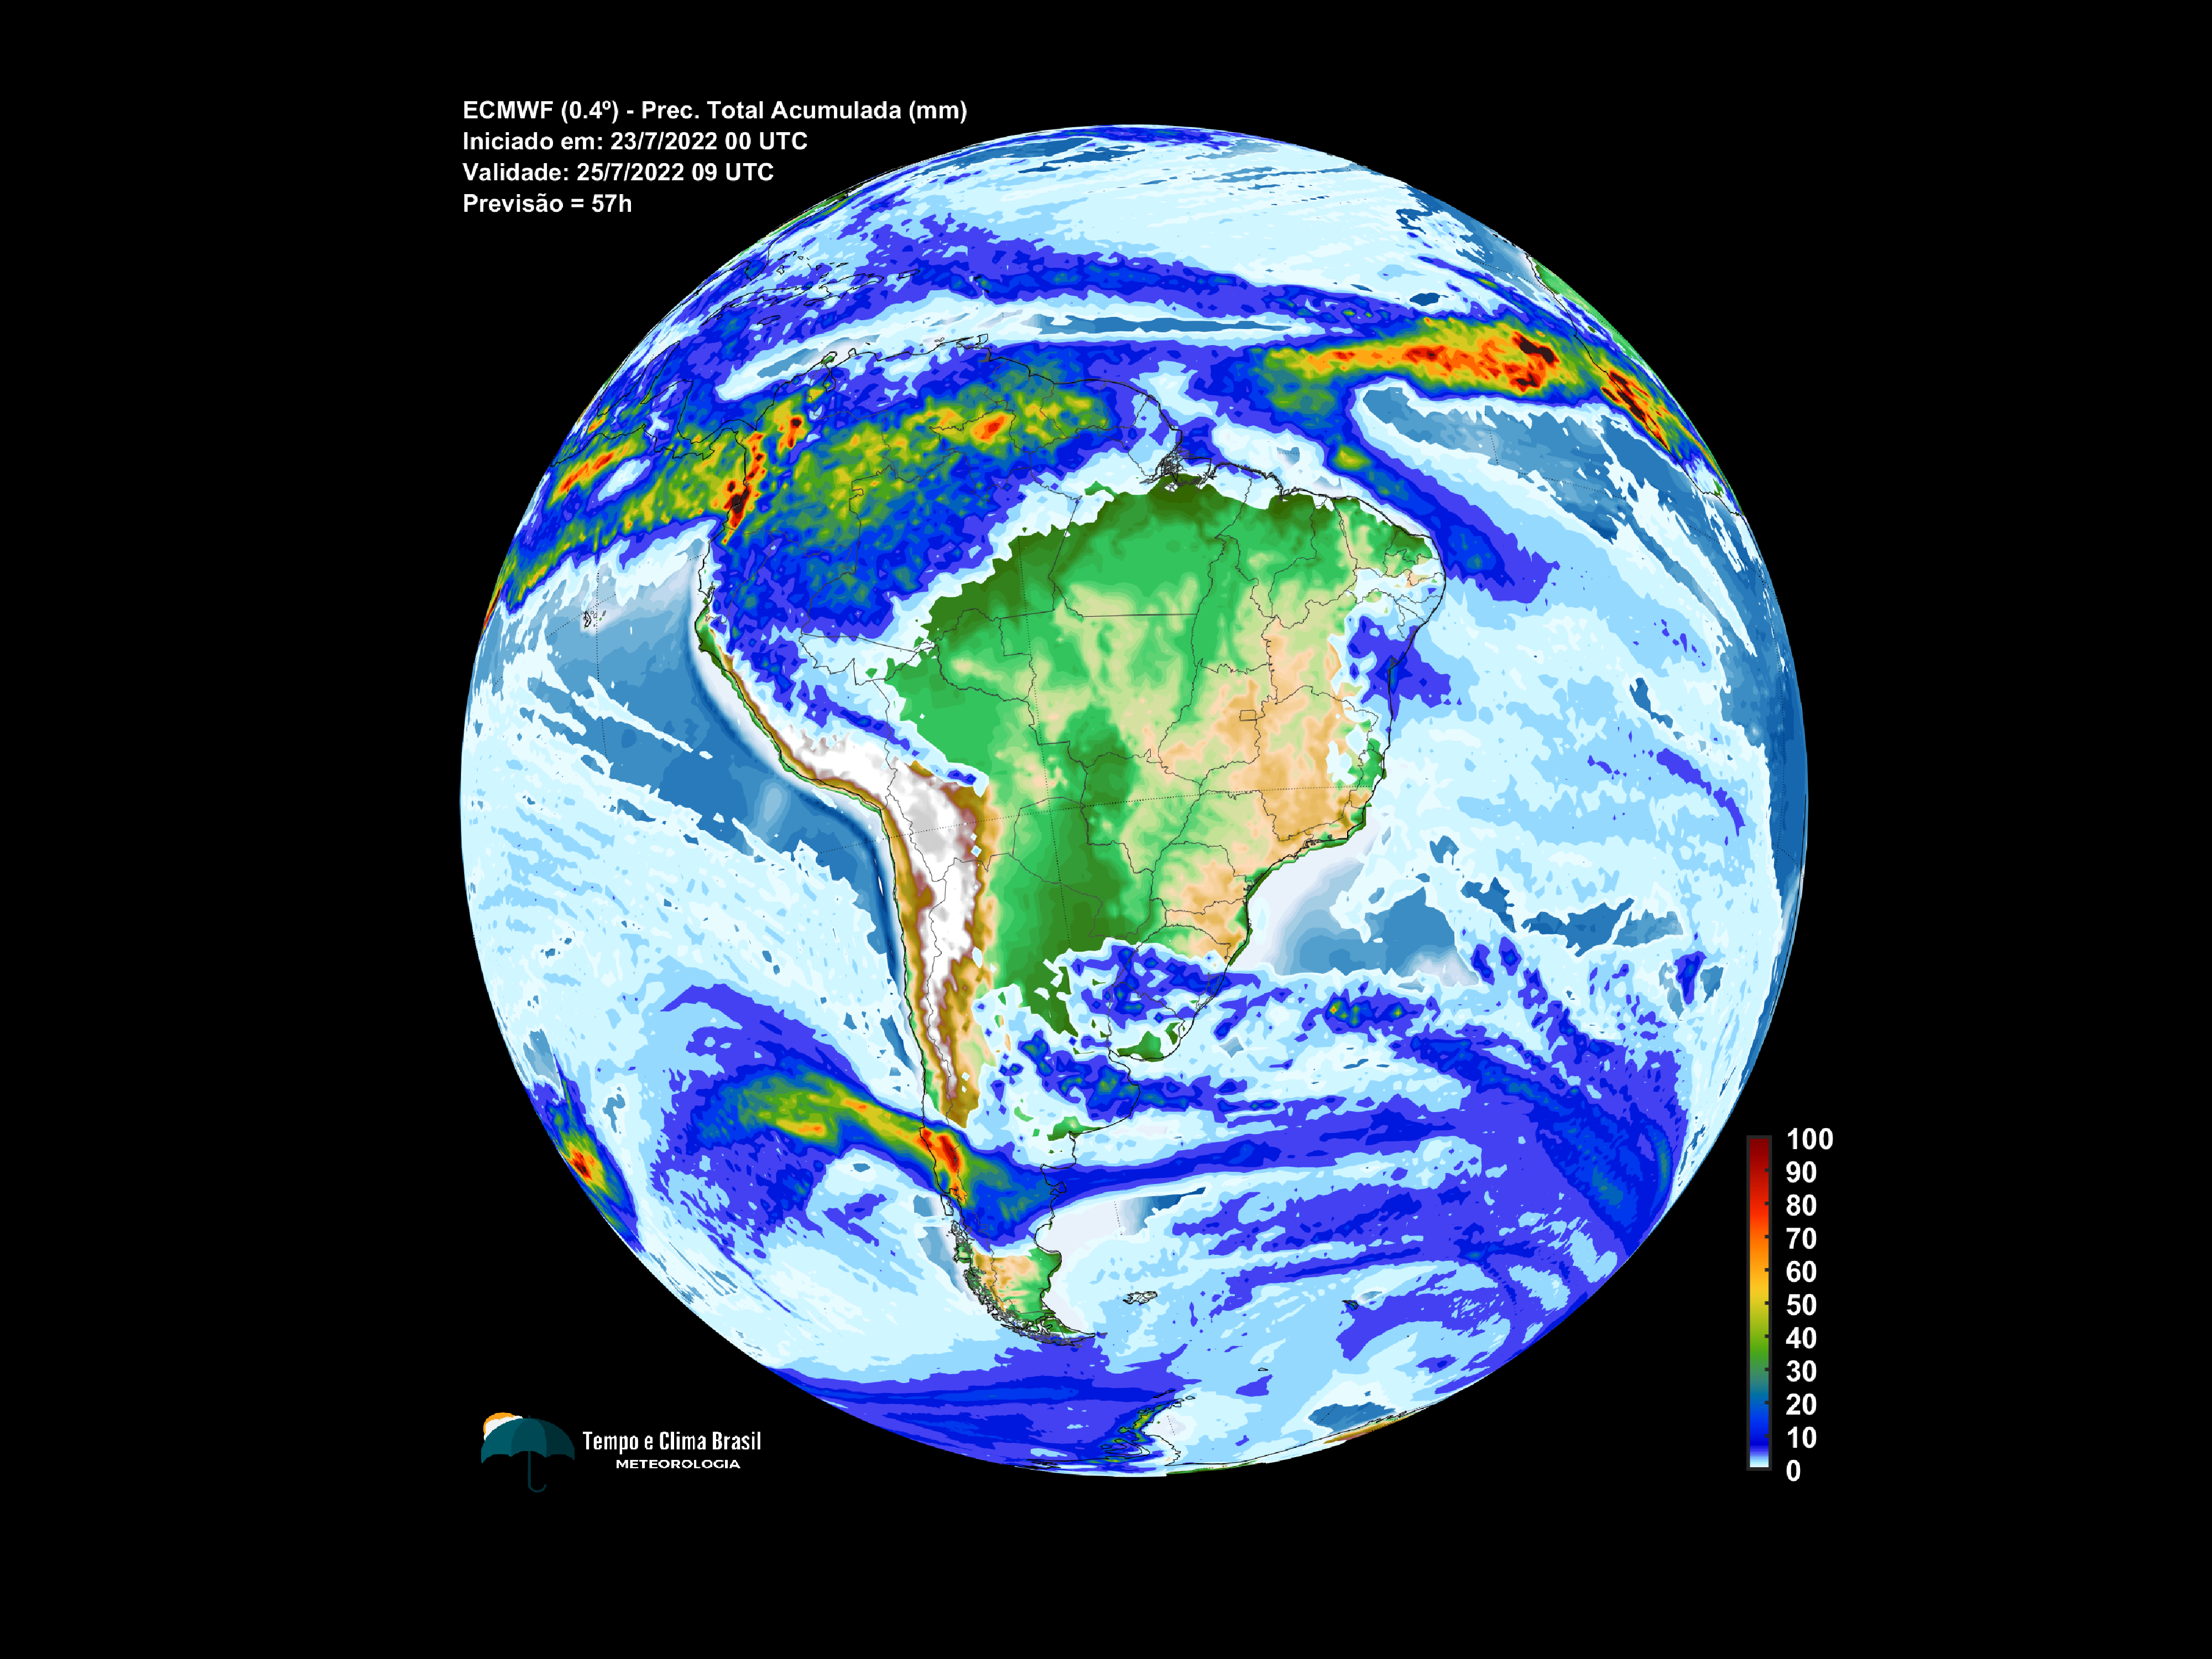 ECMWF (0.4º) - Prec. Total Acumulada (mm)
Iniciado em: 23/7/2022 00 UTC
Validade: 25/7/2022 09 UTC
Previsão = 57h
100
90
80
70
60
50
40
30
20
10
0
Tempo e Clima Brasil
METEOROLOGIA